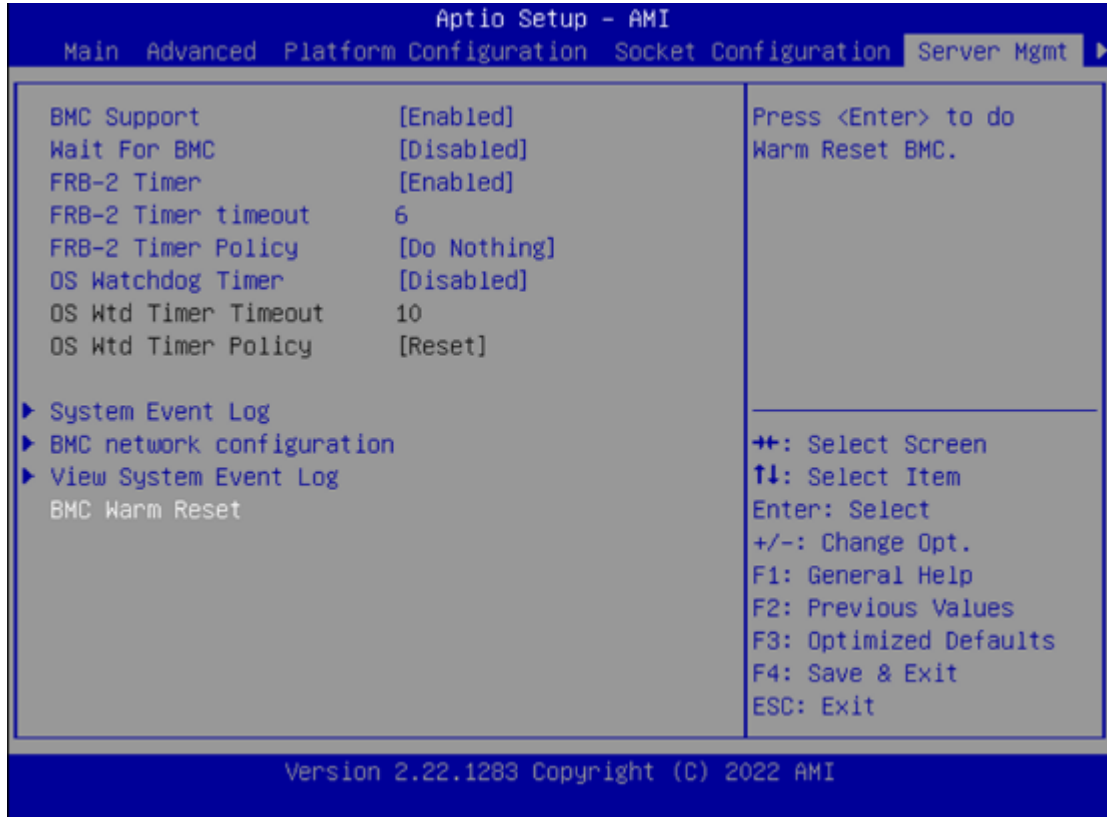 Aptio Setup – AMI
Main Advanced Platform Configuration Socket Configuration Server Mgmt ▶
BMC Support [Enabled]
Wait For BMC [Disabled]
FRB-2 Timer [Enabled]
FRB-2 Timer timeout 6
FRB-2 Timer Policy [Do Nothing]
OS Watchdog Timer [Disabled]
OS Wtd Timer Timeout 10
OS Wtd Timer Policy [Reset]
▶ System Event Log
▶ BMC network configuration
▶ View System Event Log
BMC Warm Reset
Press <Enter> to do
Warm Reset BMC.
→←: Select Screen
↑↓: Select Item
Enter: Select
+/-: Change Opt.
F1: General Help
F2: Previous Values
F3: Optimized Defaults
F4: Save & Exit
ESC: Exit
Version 2.22.1283 Copyright (C) 2022 AMI